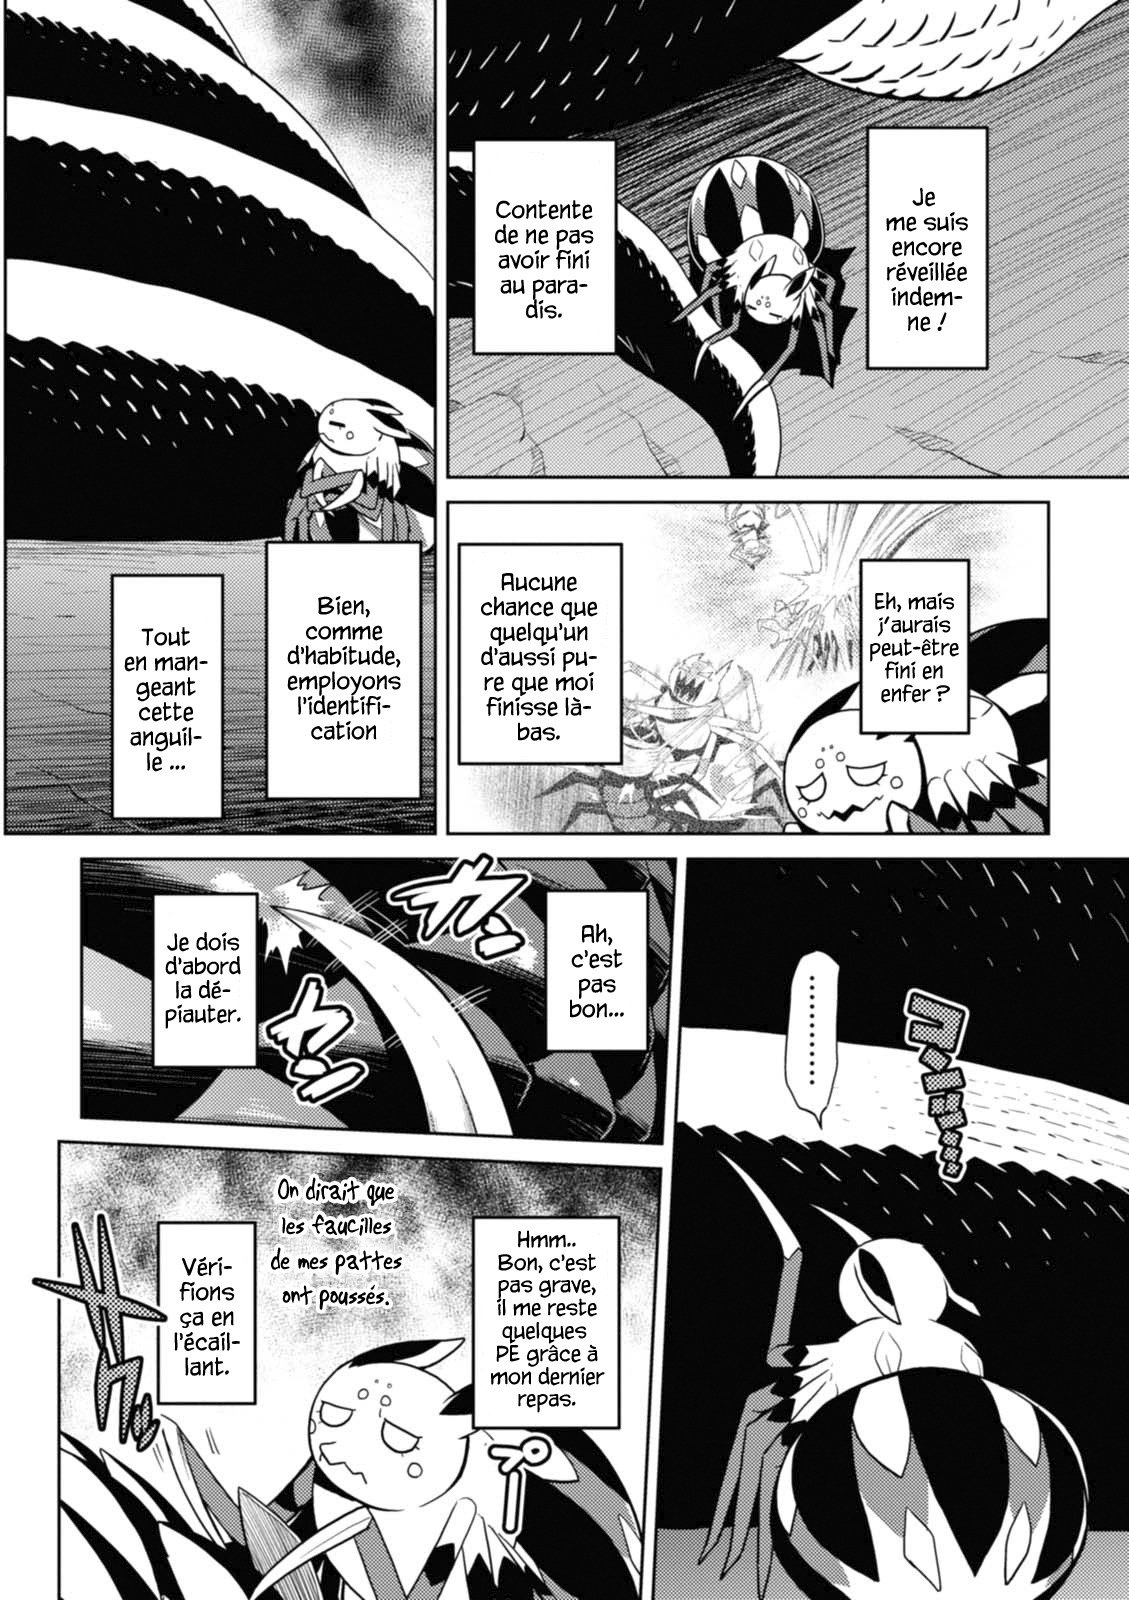 Je
me suis
encore
réveillée
indem-
ne !
Contente
de ne pas
avoir fini
au para-
dis.
Eh, mais
j'aurais
peut-être
fini en
enfer ?
Aucune
chance que
quelqu'un
d'aussi pu-
re que moi
finisse là-
bas.
Bien,
comme
d'habitude,
employons
l'identifi-
cation
Tout
en man-
geant
cette
anguil-
le ...
.........
Ah,
c'est
pas
bon...
Je dois
d'abord
la dé-
piauter.
Hmm..
Bon, c'est
pas grave,
il me reste
quelques
PE grâce à
mon dernier
repas.
On dirait que
les faucilles
de mes pattes
ont poussés.
Véri-
fions
ça en
l'écail-
lant.